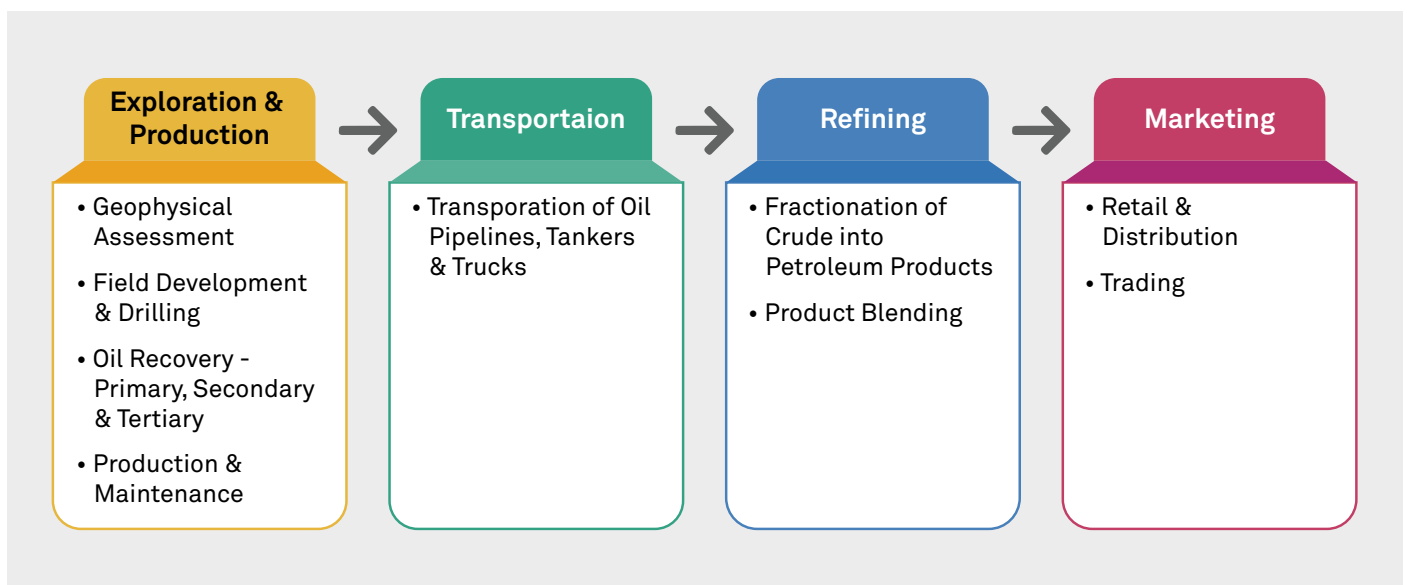 Exploration &
Production
• Geophysical
Assessment
• Field Development
& Drilling
• Oil Recovery -
Primary, Secondary
& Tertiary
• Production &
Maintenance
Transportaion
• Transporation of Oil
Pipelines, Tankers
& Trucks
Refining
• Fractionation of
Crude into
Petroleum Products
• Product Blending
Marketing
• Retail &
Distribution
• Trading